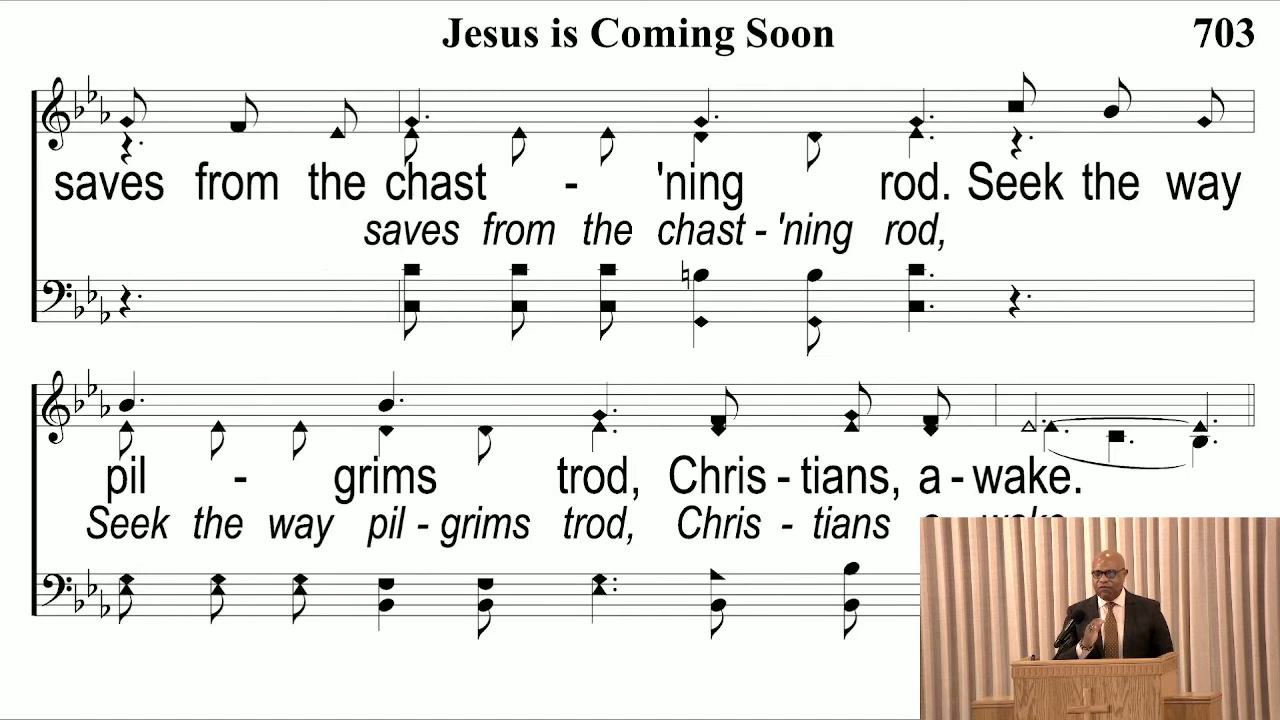 Jesus is Coming Soon 703
saves from the chast - 'ning rod. Seek the way
saves from the chast - 'ning rod,
pil - grims trod, Chris - tians, a - wake.
Seek the way pil - grims trod, Chris - tians